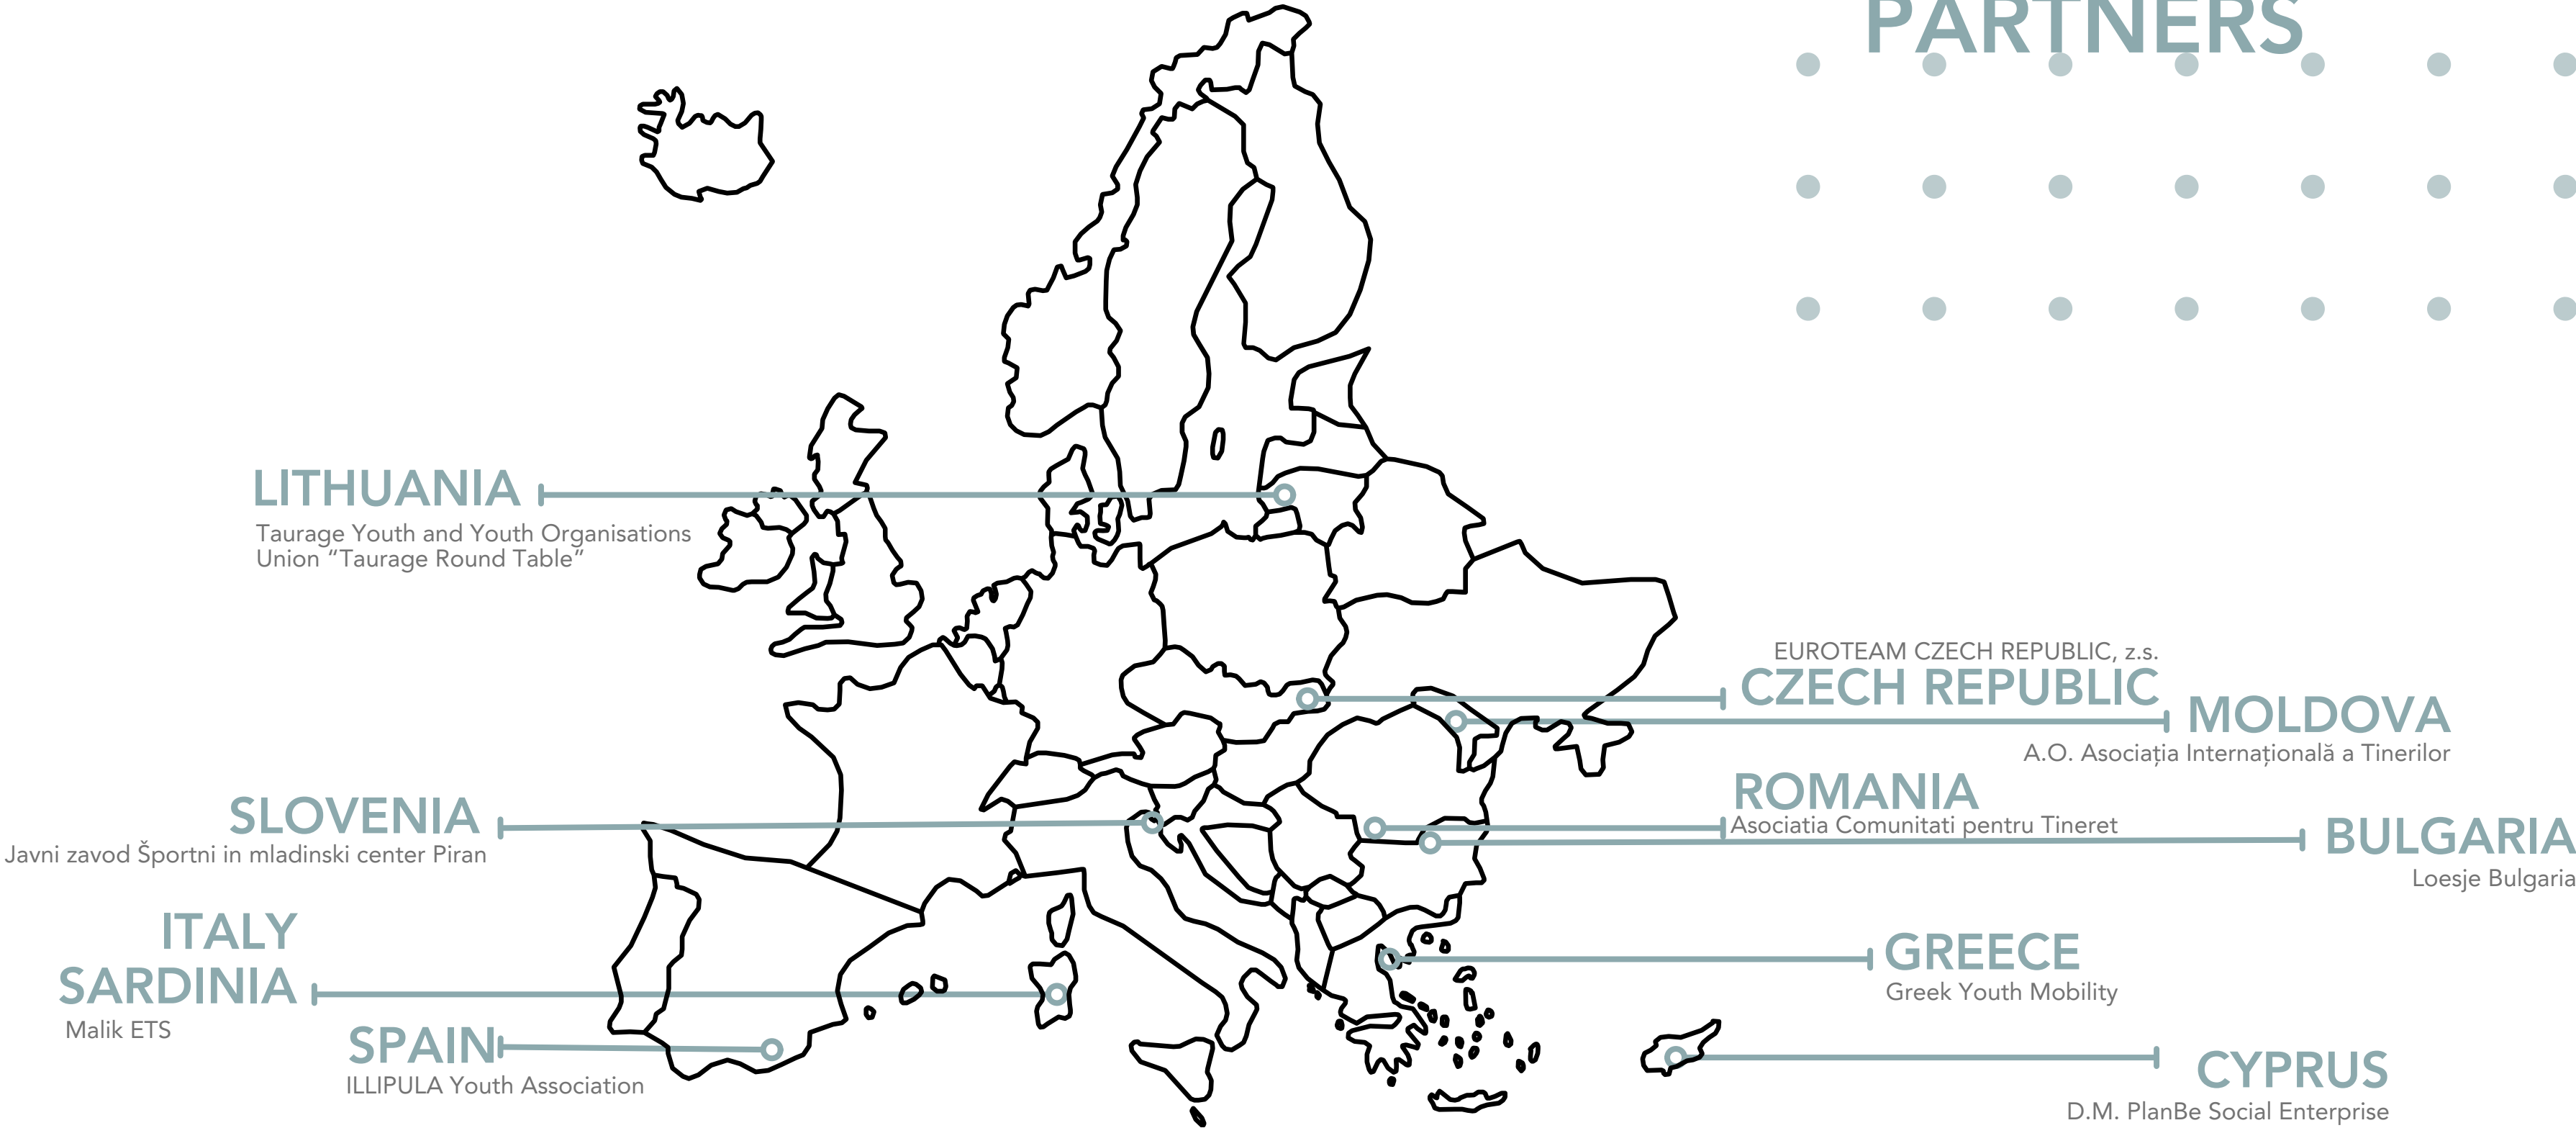 PARTNERS
LITHUANIA
Taurage Youth and Youth Organisations
Union “Taurage Round Table”
EUROTEAM CZECH REPUBLIC, z.s.
CZECH REPUBLIC
MOLDOVA
A.O. Asociația Internațională a Tinerilor
SLOVENIA
Javni zavod Športni in mladinski center Piran
ROMANIA
Asociatia Comunitati pentru Tineret
BULGARIA
Loesje Bulgaria
ITALY
SARDINIA
Malik ETS
GREECE
Greek Youth Mobility
SPAIN
ILLIPULA Youth Association
CYPRUS
D.M. PlanBe Social Enterprise